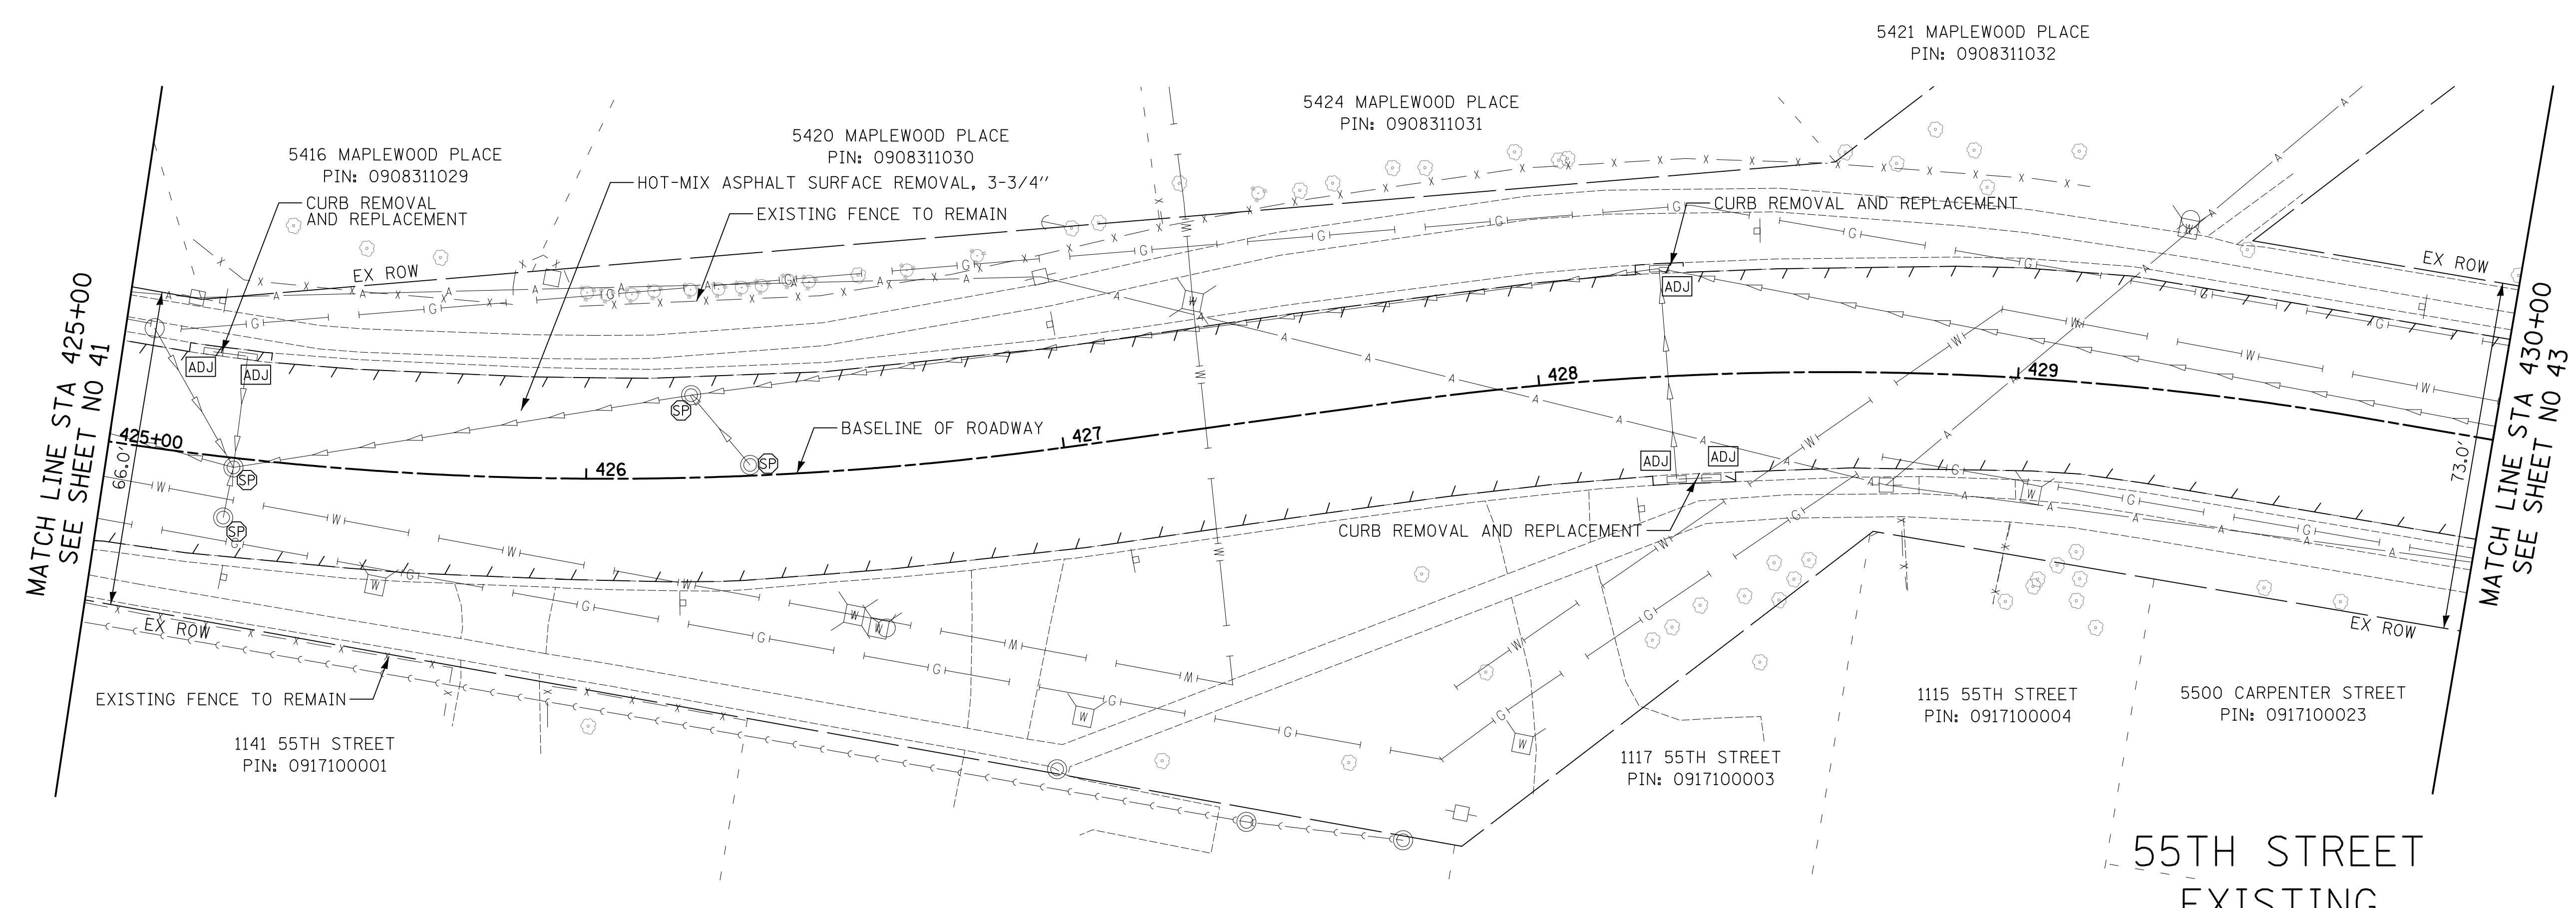 5421 MAPLEWOOD PLACE
PIN: 0908311032
5424 MAPLEWOOD PLACE
PIN: 0908311031
5420 MAPLEWOOD PLACE
PIN: 0908311030
5416 MAPLEWOOD PLACE
PIN: 0908311029
HOT-MIX ASPHALT SURFACE REMOVAL, 3-3/4"
CURB REMOVAL
AND REPLACEMENT
EXISTING FENCE TO REMAIN
CURB REMOVAL AND REPLACEMENT
EX ROW
EX ROW
MATCH LINE STA 425+00
SEE SHEET NO 41
66.0'
ADJ
ADJ
ADJ
MATCH LINE STA 430+00
SEE SHEET NO 43
73.0'
428
429
SP
BASELINE OF ROADWAY
425+00
427
426
SP
SP
SP
ADJ
ADJ
CURB REMOVAL AND REPLACEMENT
EX ROW
EX ROW
EXISTING FENCE TO REMAIN
1141 55TH STREET
PIN: 0917100001
1117 55TH STREET
PIN: 0917100003
1115 55TH STREET
PIN: 0917100004
5500 CARPENTER STREET
PIN: 0917100023
55TH STREET
EXISTING